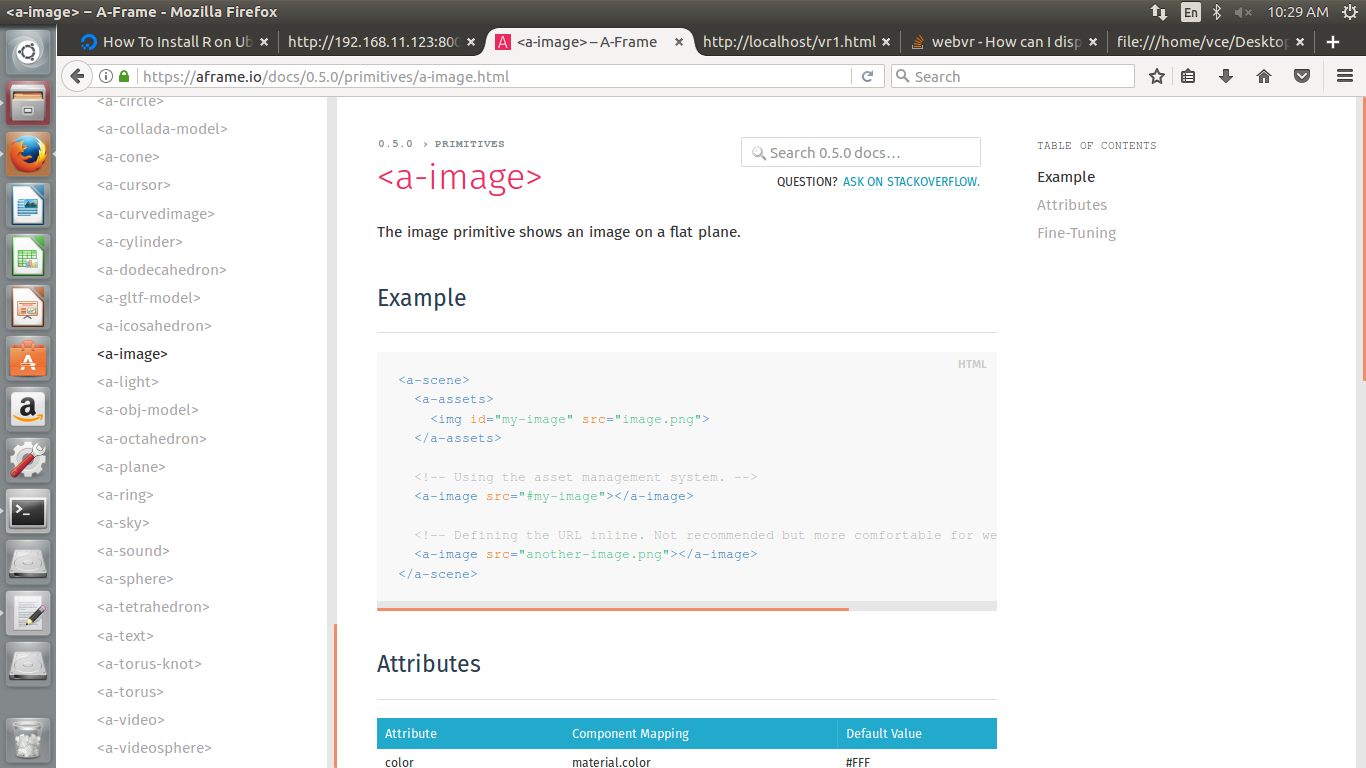 <a-image> – A-Frame - Mozilla Firefox
En
10:29 AM
How To Install R on Ub
http://192.168.11.123:800
<a-image> – A-Frame
http://localhost/vr1.html
webvr - How can I disp
file:///home/vce/Desktop
https://aframe.io/docs/0.5.0/primitives/a-image.html
Search
<a-circle>
<a-collada-model>
<a-cone>
<a-cursor>
<a-curvedimage>
<a-cylinder>
<a-dodecahedron>
<a-gltf-model>
<a-icosahedron>
<a-image>
<a-light>
<a-obj-model>
<a-octahedron>
<a-plane>
<a-ring>
<a-sky>
<a-sound>
<a-sphere>
<a-tetrahedron>
<a-text>
<a-torus-knot>
<a-torus>
<a-video>
<a-videosphere>
0.5.0 › PRIMITIVES
Search 0.5.0 docs...
<a-image>
QUESTION? ASK ON STACKOVERFLOW.
The image primitive shows an image on a flat plane.
Example
HTML
<a-scene>
<a-assets>
<img id="my-image" src="image.png">
</a-assets>
<!-- Using the asset management system. -->
<a-image src="#my-image"></a-image>
<!-- Defining the URL inline. Not recommended but more comfortable for we
<a-image src="another-image.png"></a-image>
</a-scene>
Attributes
Attribute Component Mapping Default Value
color material.color #FFF
TABLE OF CONTENTS
Example
Attributes
Fine-Tuning